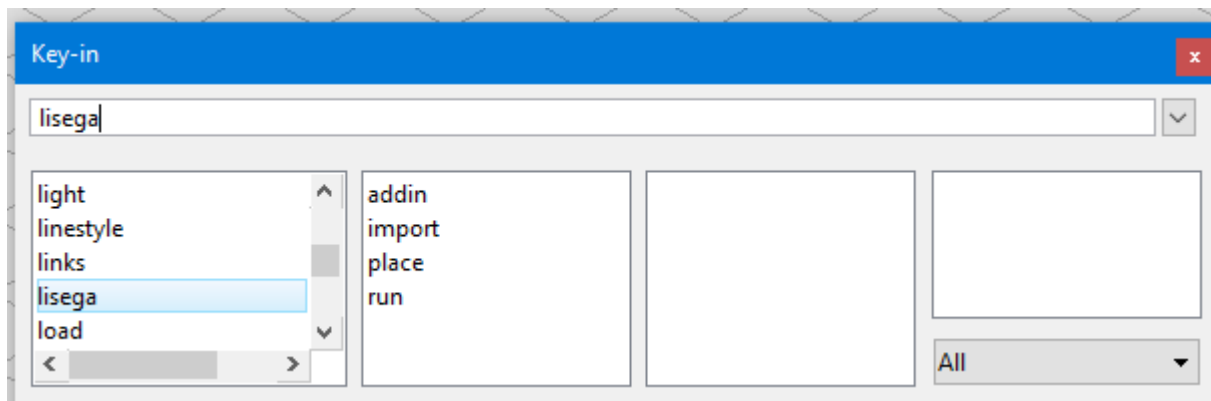 Key-in
x
lisega
light
linestyle
links
lisega
load
addin
import
place
run
All